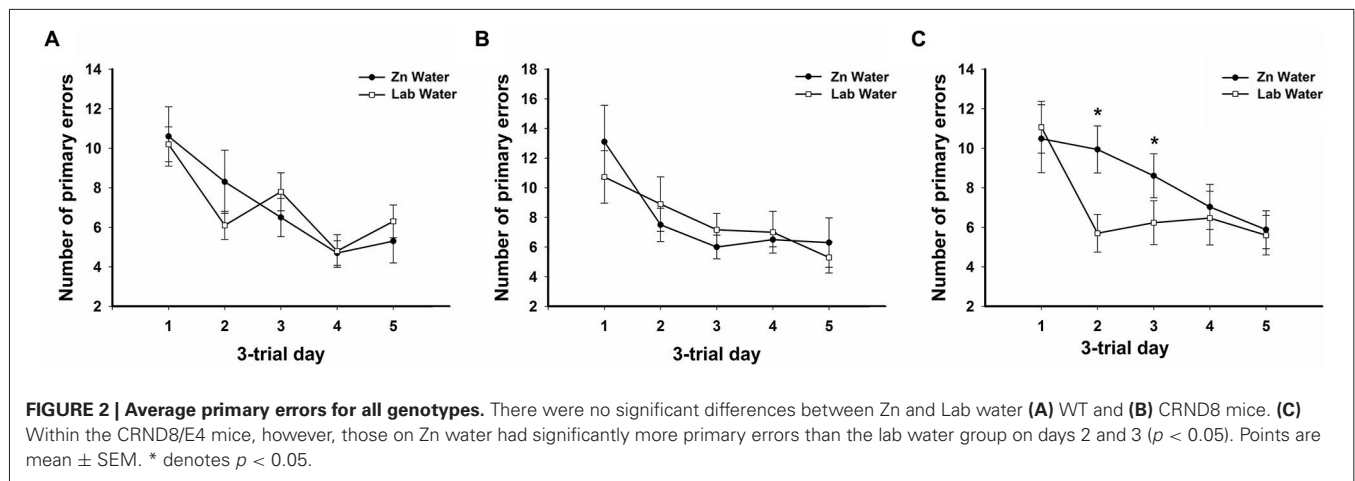 A
B
C
14
12
10
8
6
4
2
Number of primary errors
Zn Water
Lab Water
1 2 3 4 5
3-trial day
18
16
14
12
10
8
6
4
2
Number of primary errors
Zn Water
Lab Water
1 2 3 4 5
3-trial day
14
12
10
8
6
4
2
Number of primary errors
Zn Water
Lab Water
*
*
1 2 3 4 5
3-trial day
FIGURE 2 | Average primary errors for all genotypes. There were no significant differences between Zn and Lab water (A) WT and (B) CRND8 mice. (C)
Within the CRND8/E4 mice, however, those on Zn water had significantly more primary errors than the lab water group on days 2 and 3 (p < 0.05). Points are
mean ± SEM. * denotes p < 0.05.